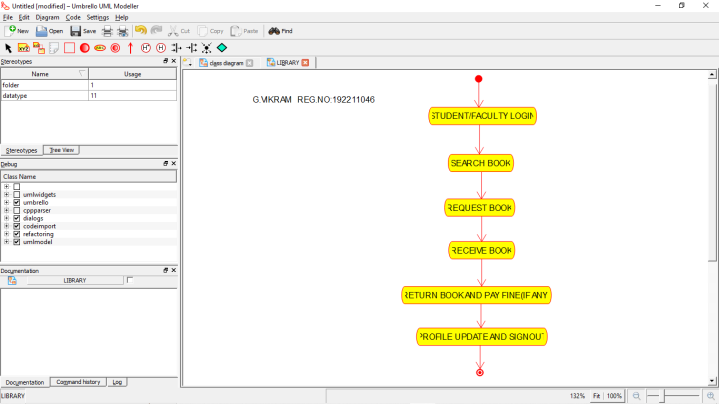 Untitled [modified] – Umbrello UML Modeller
File Edit Diagram Code Settings Help
New Open Save Cut Copy Paste Find
Stereotypes
class diagram LIBRARY
Name Usage
folder 1
datatype 11
Stereotypes Tree View
Debug
Class Name
umlwidgets
umbrello
cppparser
dialogs
codeimport
refactoring
umlmodel
Documentation
LIBRARY
Documentation Command history Log
G.VIKRAM REG.NO:192211046
STUDENT/FACULTY LOGIN
SEARCH BOOK
REQUEST BOOK
RECEIVE BOOK
RETURN BOOK AND PAY FINE(IF ANY
PROFILE UPDATE AND SIGNOUT
LIBRARY 132% Fit 100%